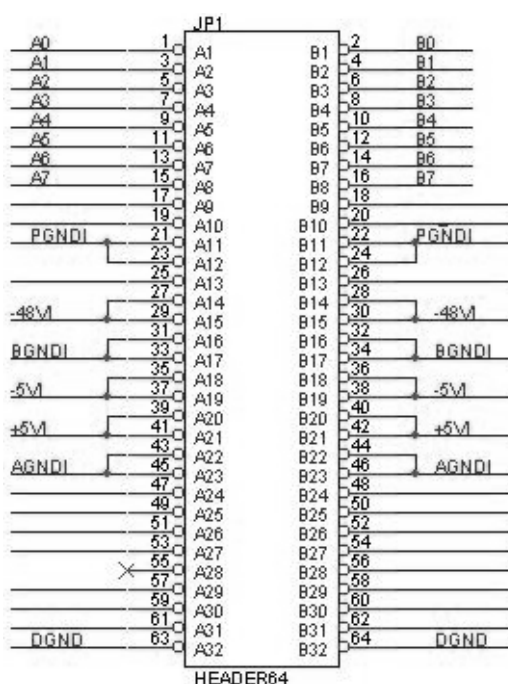 JP1
A0 1 A1 B1 2 B0
A1 3 A2 B2 4 B1
A2 5 A3 B3 6 B2
A3 7 A4 B4 8 B3
A4 9 A5 B5 10 B4
A5 11 A6 B6 12 B5
A6 13 A7 B7 14 B6
A7 15 A8 B8 16 B7
17 A9 B9 18
19 A10 B10 20
PGNDI 21 A11 B11 22 PGNDI
23 A12 B12 24
25 A13 B13 26
27 A14 B14 28
-48VI 29 A15 B15 30 -48VI
31 A16 B16 32
BGNDI 33 A17 B17 34 BGNDI
35 A18 B18 36
-5VI 37 A19 B19 38 -5VI
39 A20 B20 40
+5VI 41 A21 B21 42 +5VI
43 A22 B22 44
AGNDI 45 A23 B23 46 AGNDI
47 A24 B24 48
49 A25 B25 50
51 A26 B26 52
53 A27 B27 54
55 A28 B28 56
57 A29 B29 58
59 A30 B30 60
61 A31 B31 62
DGND 63 A32 B32 64 DGND
HEADER64